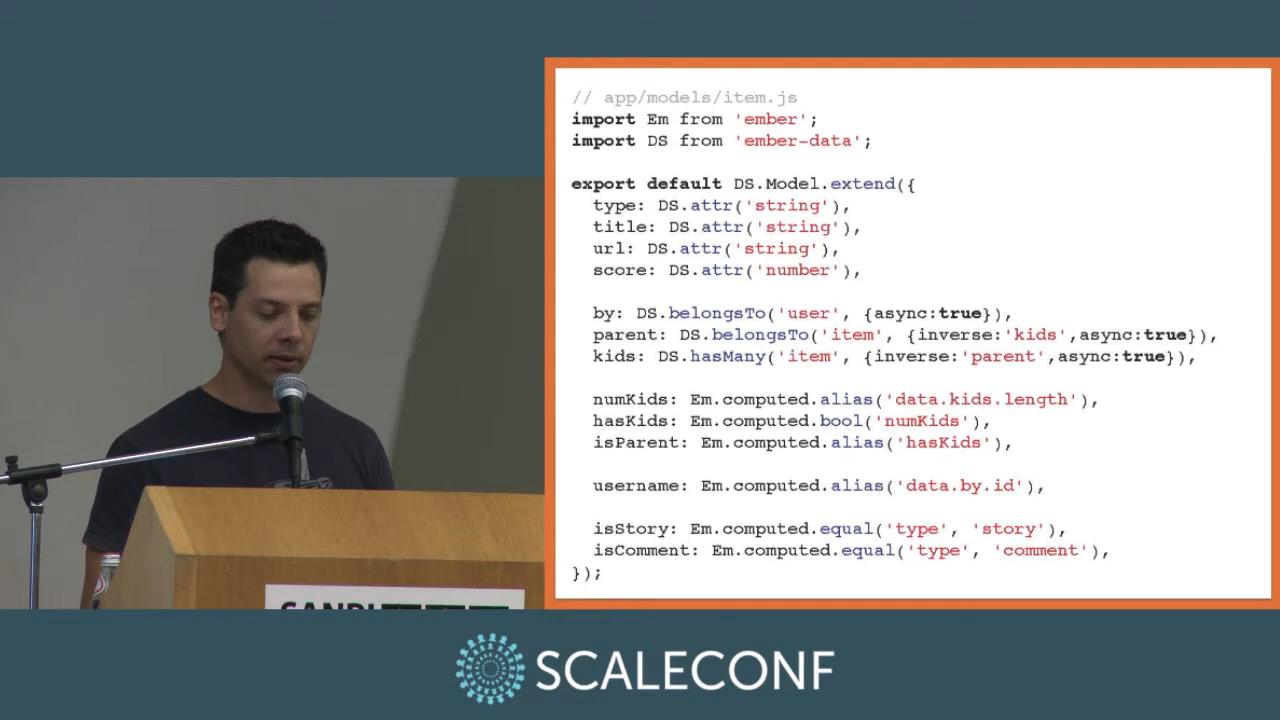 // app/models/item.js
import Em from 'ember';
import DS from 'ember-data';
export default DS.Model.extend({
type: DS.attr('string'),
title: DS.attr('string'),
url: DS.attr('string'),
score: DS.attr('number'),
by: DS.belongsTo('user', {async:true}),
parent: DS.belongsTo('item', {inverse:'kids',async:true}),
kids: DS.hasMany('item', {inverse:'parent',async:true}),
numKids: Em.computed.alias('data.kids.length'),
hasKids: Em.computed.bool('numKids'),
isParent: Em.computed.alias('hasKids'),
username: Em.computed.alias('data.by.id'),
isStory: Em.computed.equal('type', 'story'),
isComment: Em.computed.equal('type', 'comment'),
});
SCALECONF